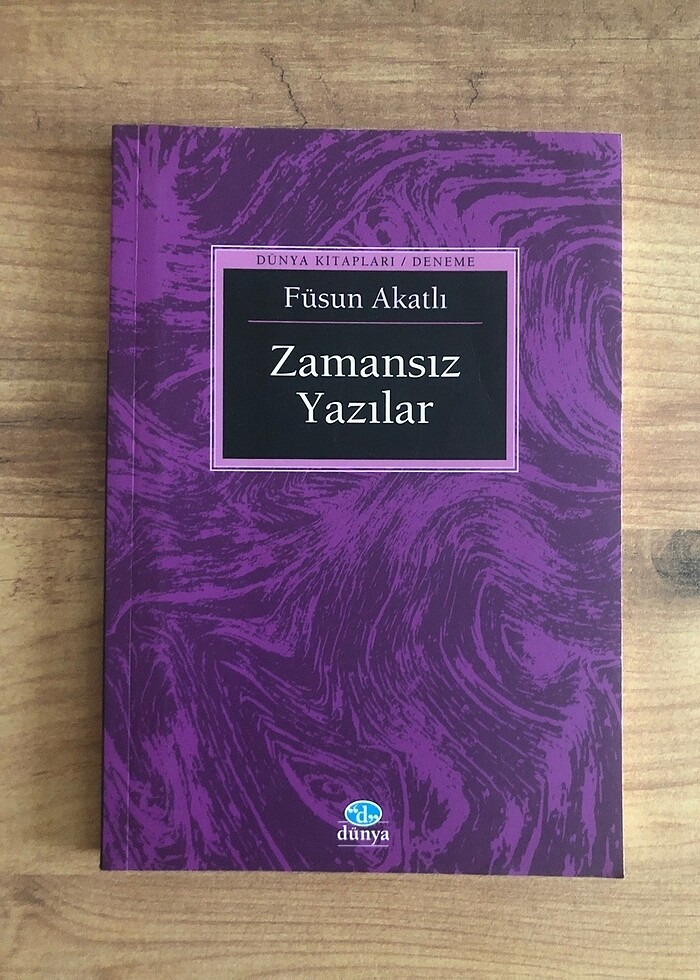 DÜNYA KITAPLARI / DENEME
Füsun Akatlı
Zamansız
Yazılar
"d"
dünya